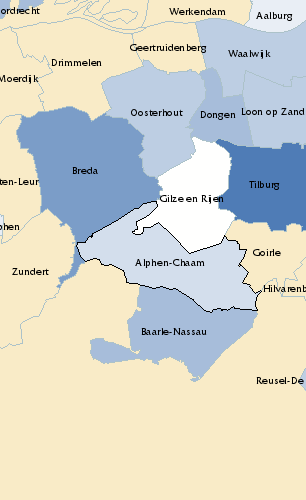 ordrecht
Werkendam
Aalburg
Geertruidenberg
Waalwijk
Drimmelen
Moerdijk
Oosterhout
Dongen
Loon op Zand
Breda
ten-Leur
Gilze en Rijen
Tilburg
phen
Goirle
Alphen-Chaam
Zundert
Hilvarenb
Baarle-Nassau
Reusel-De